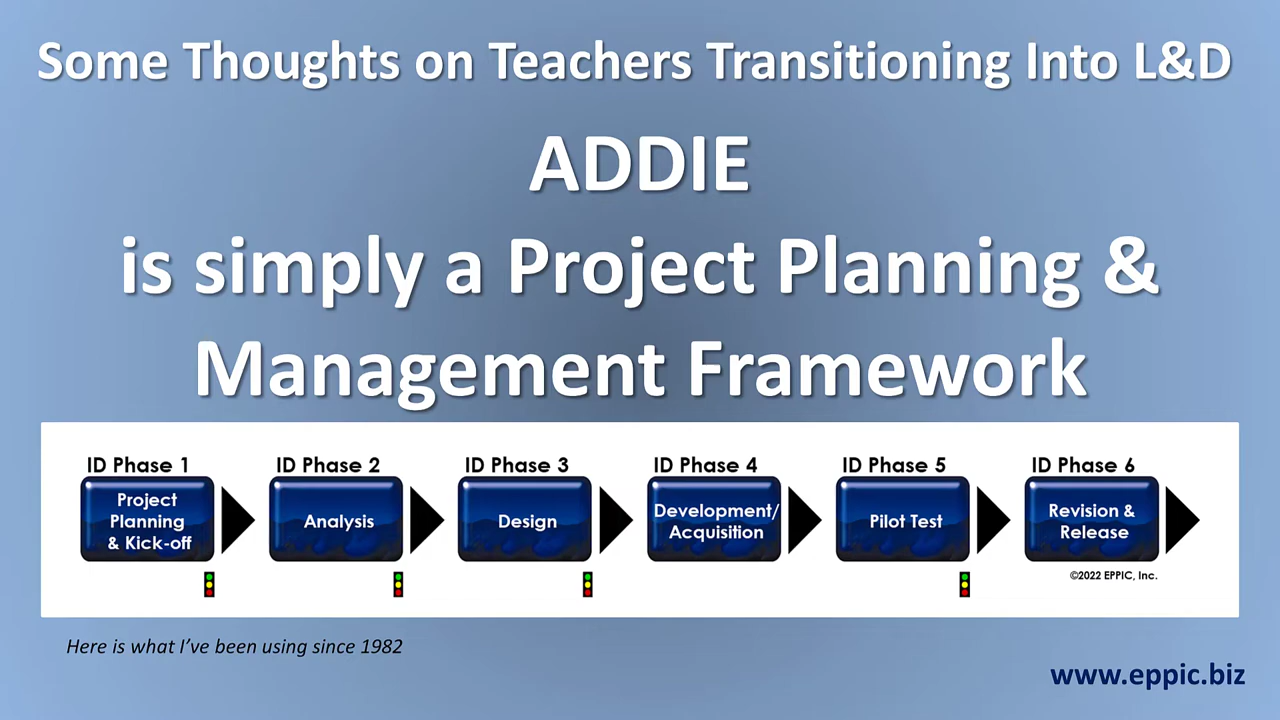 Some Thoughts on Teachers Transitioning Into L&D
ADDIE
is simply a Project Planning &
Management Framework
ID Phase 1
Project
Planning
& Kick-off
ID Phase 2
Analysis
ID Phase 3
Design
ID Phase 4
Development/
Acquisition
ID Phase 5
Pilot Test
ID Phase 6
Revision &
Release
©2022 EPPIC, Inc.
Here is what I’ve been using since 1982
www.eppic.biz